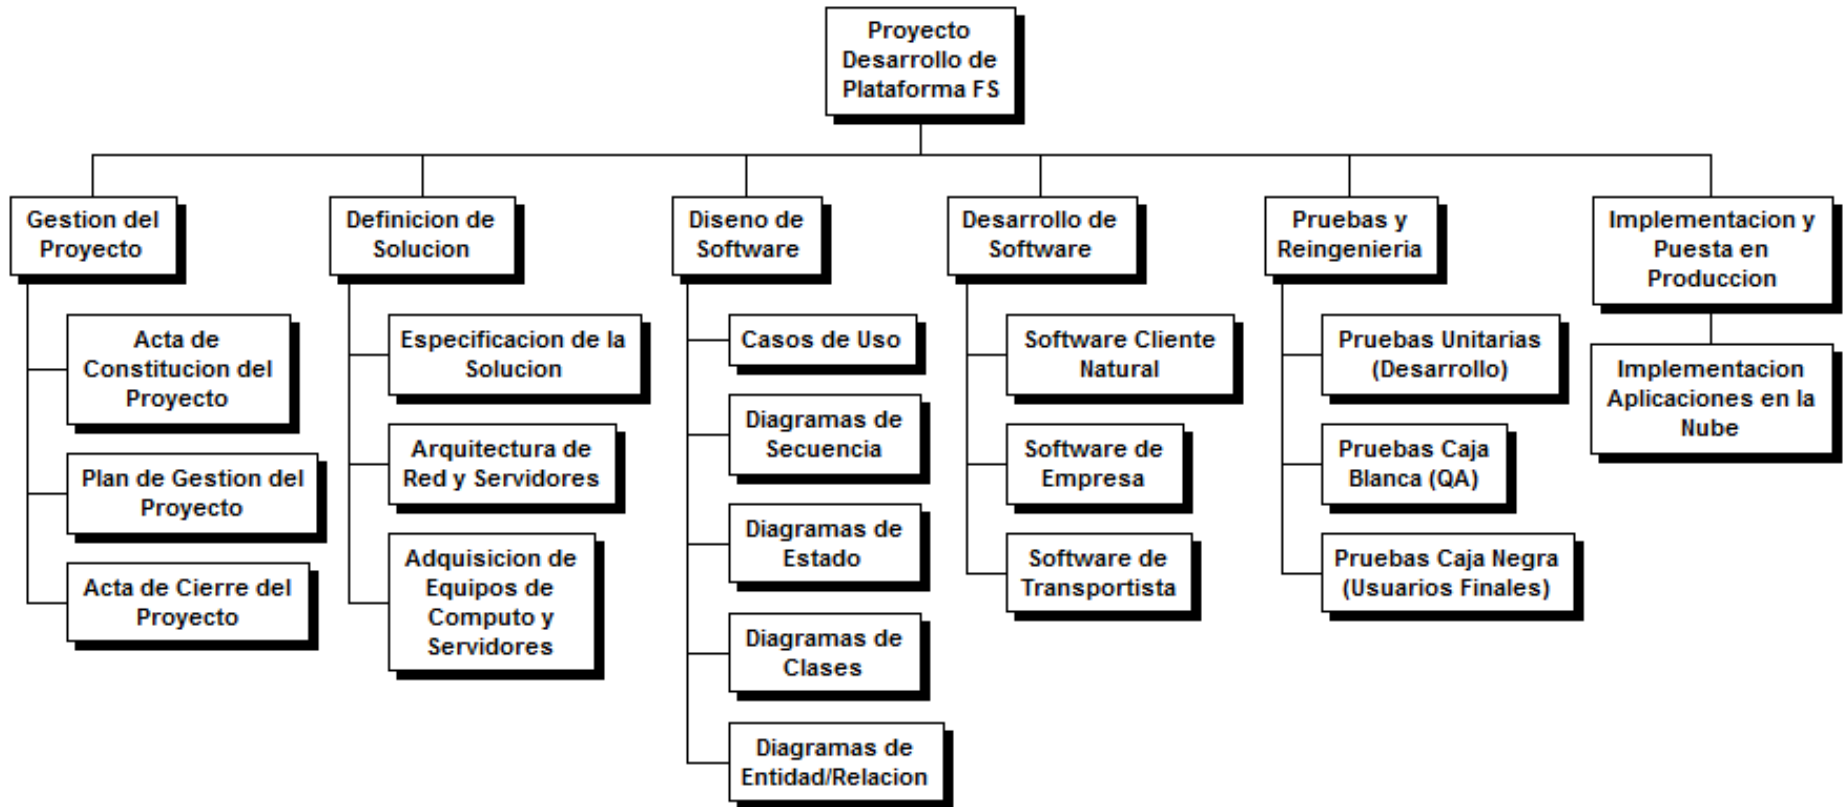 Proyecto
Desarrollo de
Plataforma FS
Gestion del
Proyecto
Acta de
Constitucion del
Proyecto
Plan de Gestion del
Proyecto
Acta de Cierre del
Proyecto
Definicion de
Solucion
Especificacion de la
Solucion
Arquitectura de
Red y Servidores
Adquisicion de
Equipos de
Computo y
Servidores
Diseno de
Software
Casos de Uso
Diagramas de
Secuencia
Diagramas de
Estado
Diagramas de
Clases
Diagramas de
Entidad/Relacion
Desarrollo de
Software
Software Cliente
Natural
Software de
Empresa
Software de
Transportista
Pruebas y
Reingenieria
Pruebas Unitarias
(Desarrollo)
Pruebas Caja
Blanca (QA)
Pruebas Caja Negra
(Usuarios Finales)
Implementacion y
Puesta en
Produccion
Implementacion
Aplicaciones en la
Nube